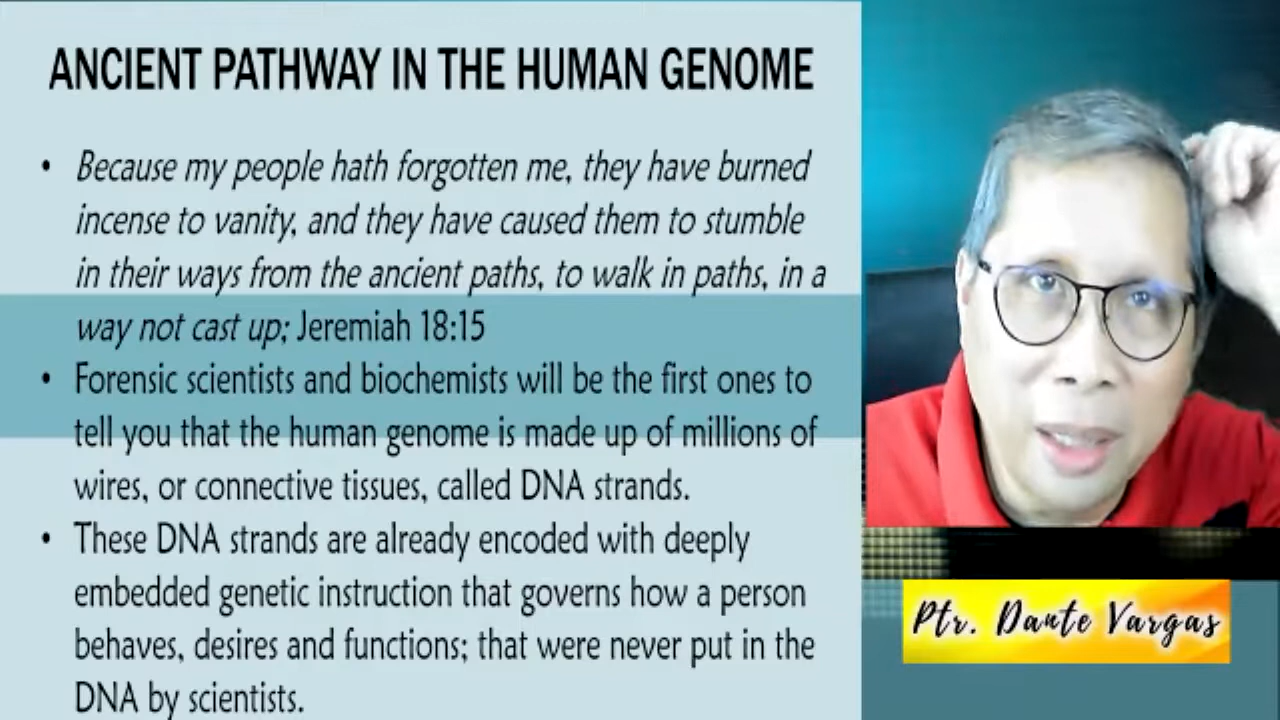 ANCIENT PATHWAY IN THE HUMAN GENOME
• Because my people hath forgotten me, they have burned
incense to vanity, and they have caused them to stumble
in their ways from the ancient paths, to walk in paths, in a
way not cast up; Jeremiah 18:15
• Forensic scientists and biochemists will be the first ones to
tell you that the human genome is made up of millions of
wires, or connective tissues, called DNA strands.
• These DNA strands are already encoded with deeply
embedded genetic instruction that governs how a person
behaves, desires and functions; that were never put in the
DNA by scientists.
Ptr. Dante Vargas